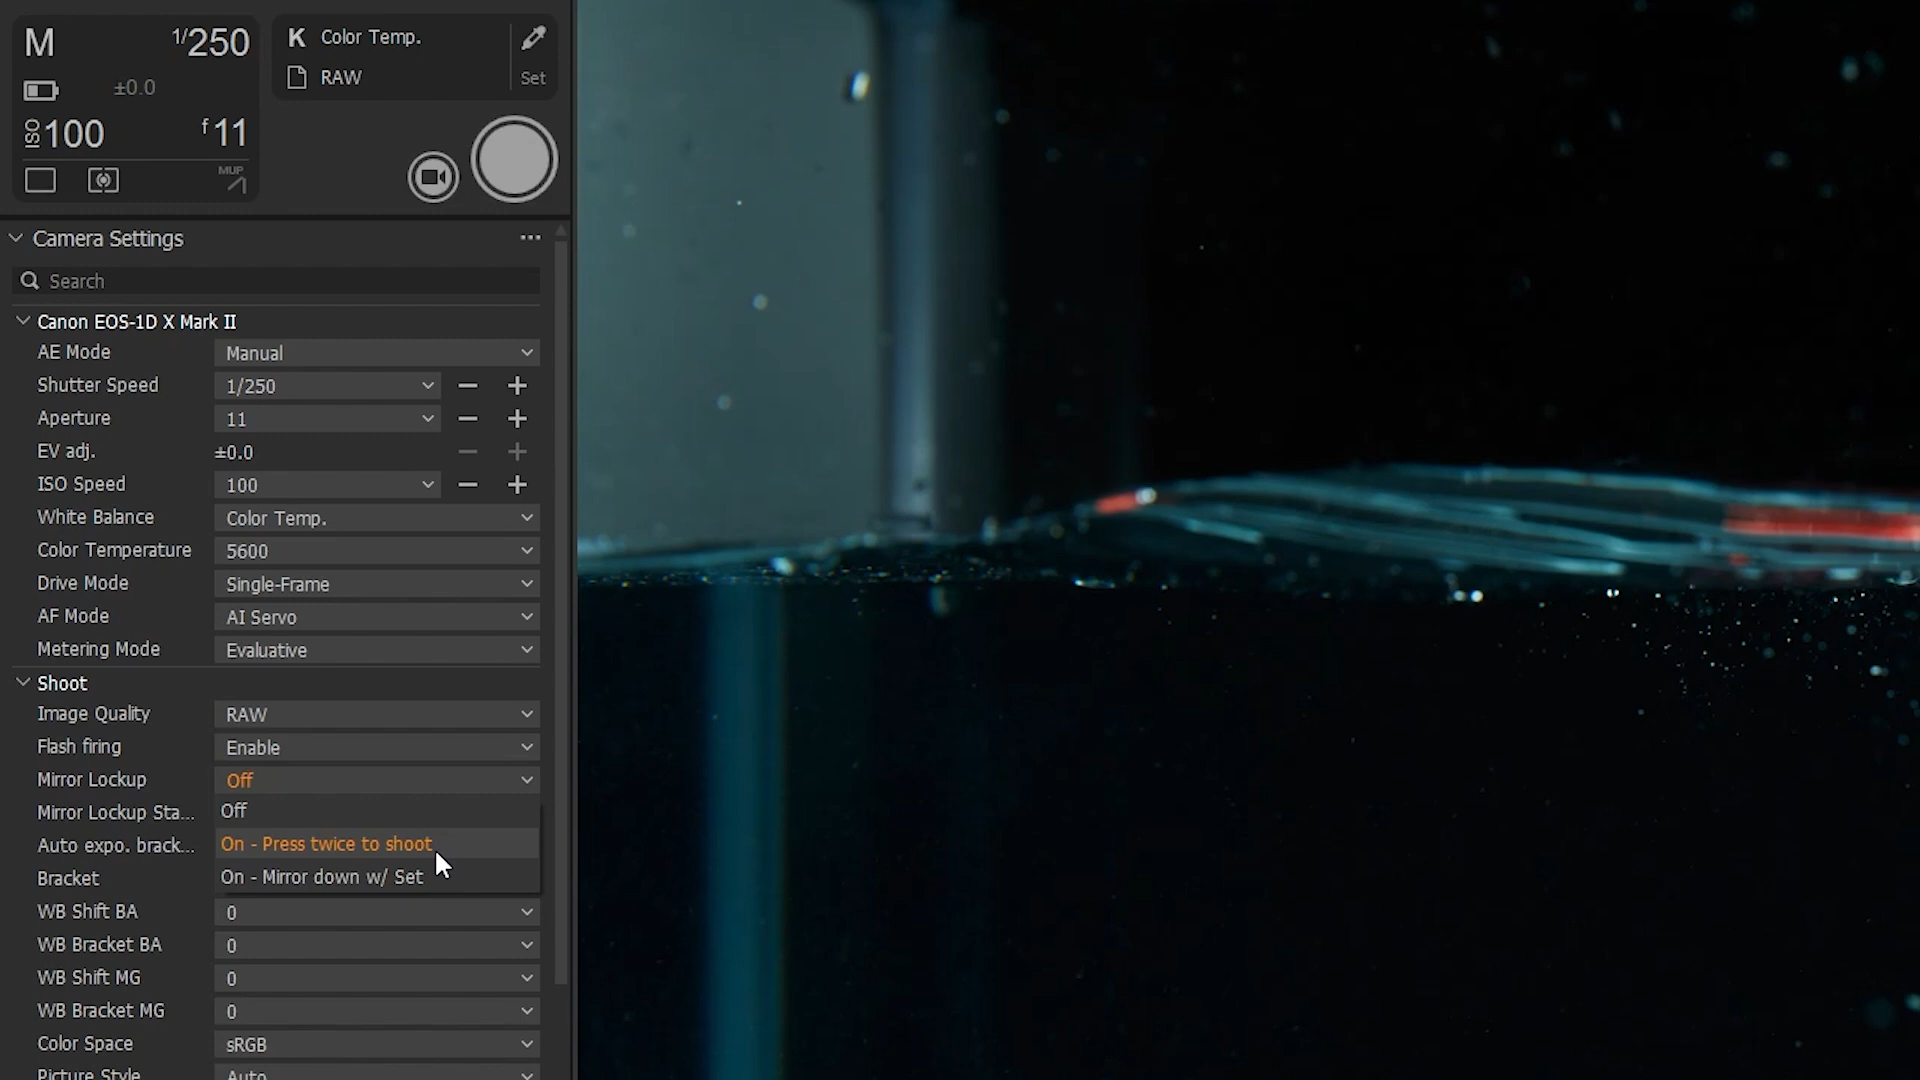 M
1/250
±0.0
ISO 100
f 11
MUP
K Color Temp.
RAW
Set
Camera Settings
Search
Canon EOS-1D X Mark II
AE Mode Manual
Shutter Speed 1/250
Aperture 11
EV adj. ±0.0
ISO Speed 100
White Balance Color Temp.
Color Temperature 5600
Drive Mode Single-Frame
AF Mode AI Servo
Metering Mode Evaluative
Shoot
Image Quality RAW
Flash firing Enable
Mirror Lockup Off
Mirror Lockup Sta... Off
Auto expo. brack... On - Press twice to shoot
Bracket On - Mirror down w/ Set
WB Shift BA 0
WB Bracket BA 0
WB Shift MG 0
WB Bracket MG 0
Color Space sRGB
Picture Style Auto